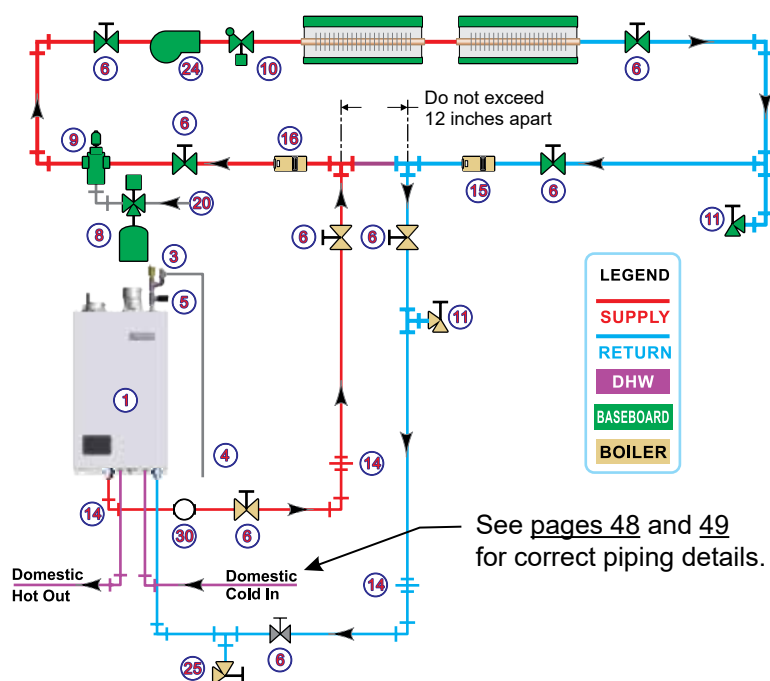 6
24
10
6
Do not exceed
12 inches apart
9
6
16
15
6
11
20
8
6
6
3
5
11
LEGEND
SUPPLY
RETURN
DHW
BASEBOARD
BOILER
1
4
14
14
30
6
See pages 48 and 49
for correct piping details.
Domestic
Hot Out
Domestic
Cold In
14
25
6